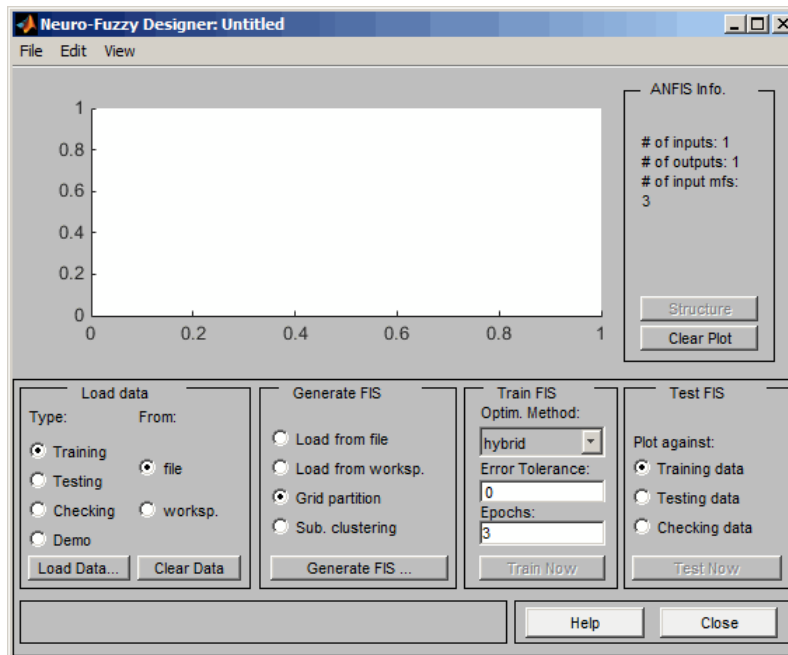 Neuro-Fuzzy Designer: Untitled
File Edit View
1
0.8
0.6
0.4
0.2
0
0 0.2 0.4 0.6 0.8 1
ANFIS Info.
# of inputs: 1
# of outputs: 1
# of input mfs:
3
Structure
Clear Plot
Load data
Type: From:
Training
Testing
Checking
Demo
file
worksp.
Load Data... Clear Data
Generate FIS
Load from file
Load from worksp.
Grid partition
Sub. clustering
Generate FIS ...
Train FIS
Optim. Method:
hybrid
Error Tolerance:
0
Epochs:
3
Train Now
Test FIS
Plot against:
Training data
Testing data
Checking data
Test Now
Help Close